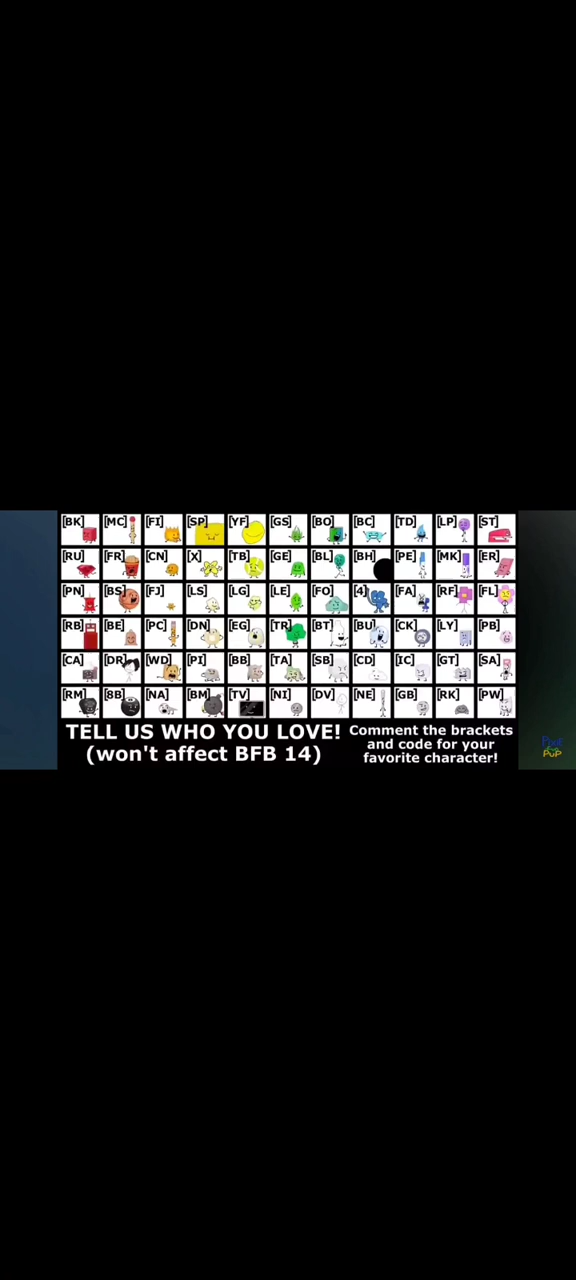 [BK] [MC] [FI] [SP] [YF] [GS] [BO] [BC] [TD] [LP] [ST]
[RU] [FR] [CN] [X] [TB] [GE] [BL] [BH] [PE] [MK] [ER]
[PN] [BS] [FJ] [LS] [LG] [LE] [FO] [4] [FA] [RF] [FL]
[RB] [BE] [PC] [DN] [EG] [TR] [BT] [BU] [CK] [LY] [PB]
[CA] [DR] [WD] [PI] [BB] [TA] [SB] [CD] [IC] [GT] [SA]
[RM] [8B] [NA] [BM] [TV] [NI] [DV] [NE] [GB] [RK] [PW]
TELL US WHO YOU LOVE!
(won't affect BFB 14)
Comment the brackets
and code for your
favorite character!
PUP